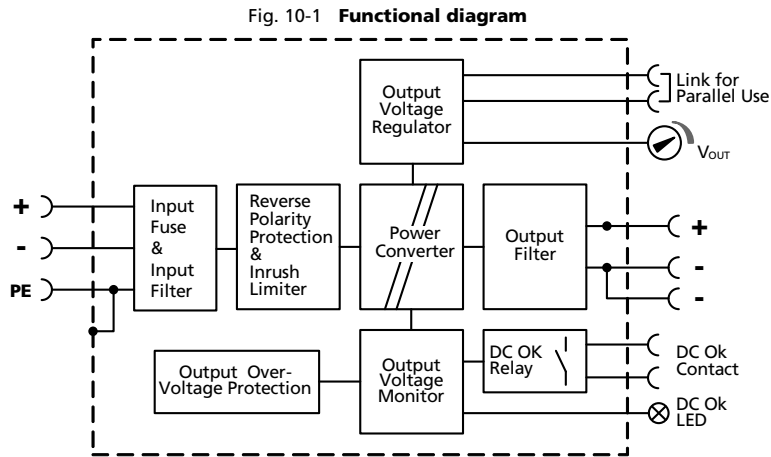 Fig. 10-1 Functional diagram
Output
Voltage
Regulator
Link for
Parallel Use
VOUT
+
-
PE
Input
Fuse
&
Input
Filter
Reverse
Polarity
Protection
&
Inrush
Limiter
Power
Converter
Output
Filter
+
-
-
Output Over-
Voltage Protection
Output
Voltage
Monitor
DC OK
Relay
DC Ok
Contact
DC Ok
LED